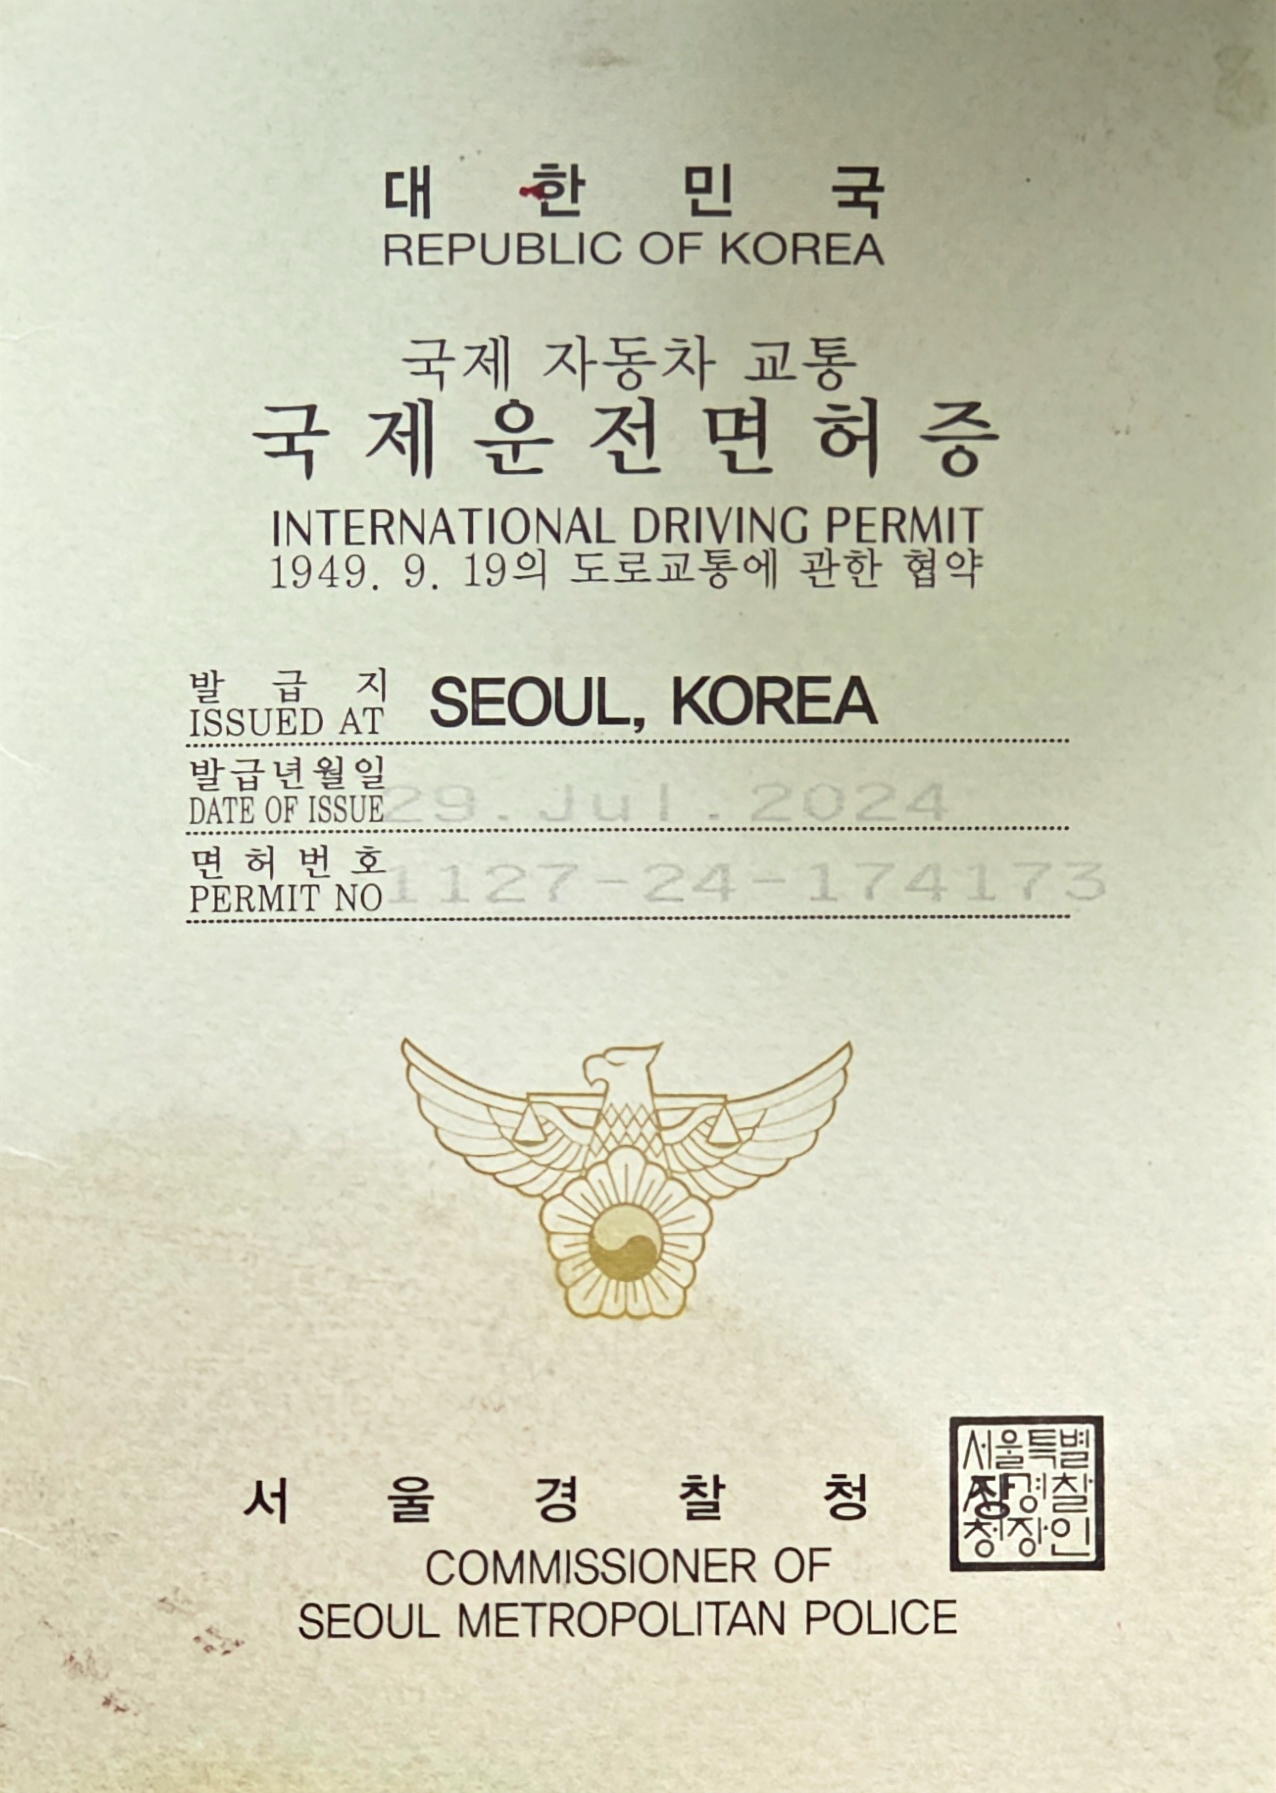 대 한 민 국
REPUBLIC OF KOREA
국제 자동차 교통
국제운전면허증
INTERNATIONAL DRIVING PERMIT
1949. 9. 19의 도로교통에 관한 협약
발 급 지 SEOUL, KOREA
ISSUED AT
발급년월일
DATE OF ISSUE 29.Jul.2024
면 허 번 호
PERMIT NO 1127-24-174173
서 울 경 찰 청 장
COMMISSIONER OF
SEOUL METROPOLITAN POLICE
서울특별
시경찰
청장인